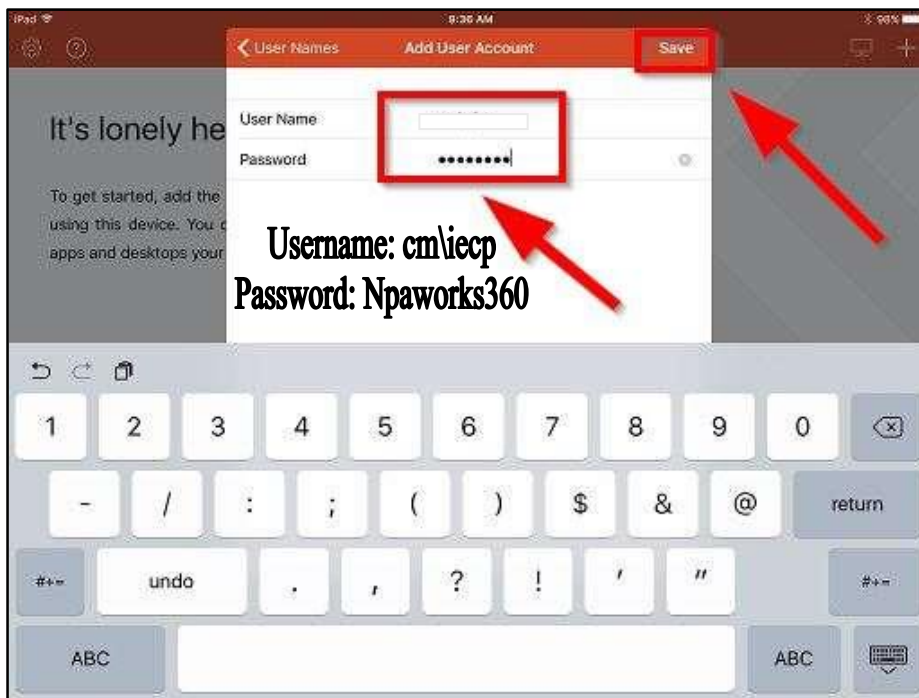 iPad 9:36 AM 98%
User Names Add User Account Save
It's lonely he
User Name
Password ••••••••
To get started, add the
using this device. You
apps and desktops your
Username: cm\iecp
Password: Npaworks360
1 2 3 4 5 6 7 8 9 0
- / : ; ( ) $ & @ return
#+= undo . , ? ! ' " #+=
ABC ABC